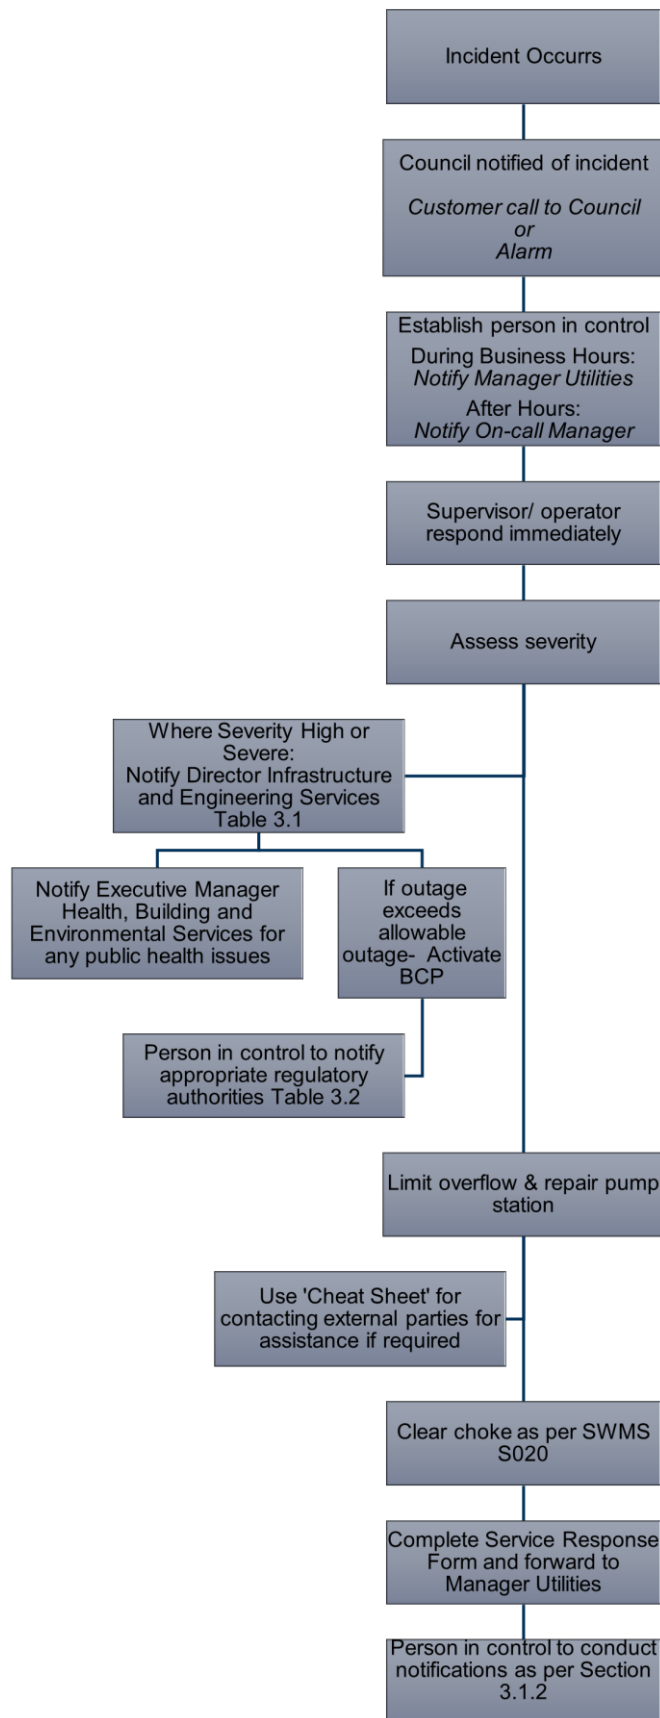 Incident Occurrs
Council notified of incident
Customer call to Council
or
Alarm
Establish person in control
During Business Hours:
Notify Manager Utilities
After Hours:
Notify On-call Manager
Supervisor/ operator
respond immediately
Assess severity
Where Severity High or
Severe:
Notify Director Infrastructure
and Engineering Services
Table 3.1
Notify Executive Manager
Health, Building and
Environmental Services for
any public health issues
If outage
exceeds
allowable
outage- Activate
BCP
Person in control to notify
appropriate regulatory
authorities Table 3.2
Limit overflow & repair pump
station
Use 'Cheat Sheet' for
contacting external parties for
assistance if required
Clear choke as per SWMS
S020
Complete Service Response
Form and forward to
Manager Utilities
Person in control to conduct
notifications as per Section
3.1.2